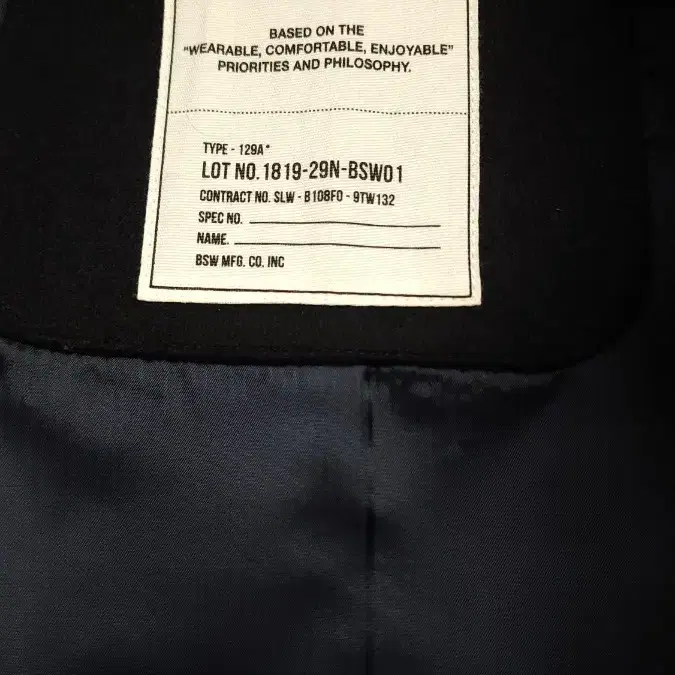 BASED ON THE
"WEARABLE, COMFORTABLE, ENJOYABLE"
PRIORITIES AND PHILOSOPHY.
TYPE - 129A*
LOT NO.1819-29N-BSW01
CONTRACT NO. SLW - B108F0 - 9TW132
SPEC NO.
NAME.
BSW MFG. CO. INC